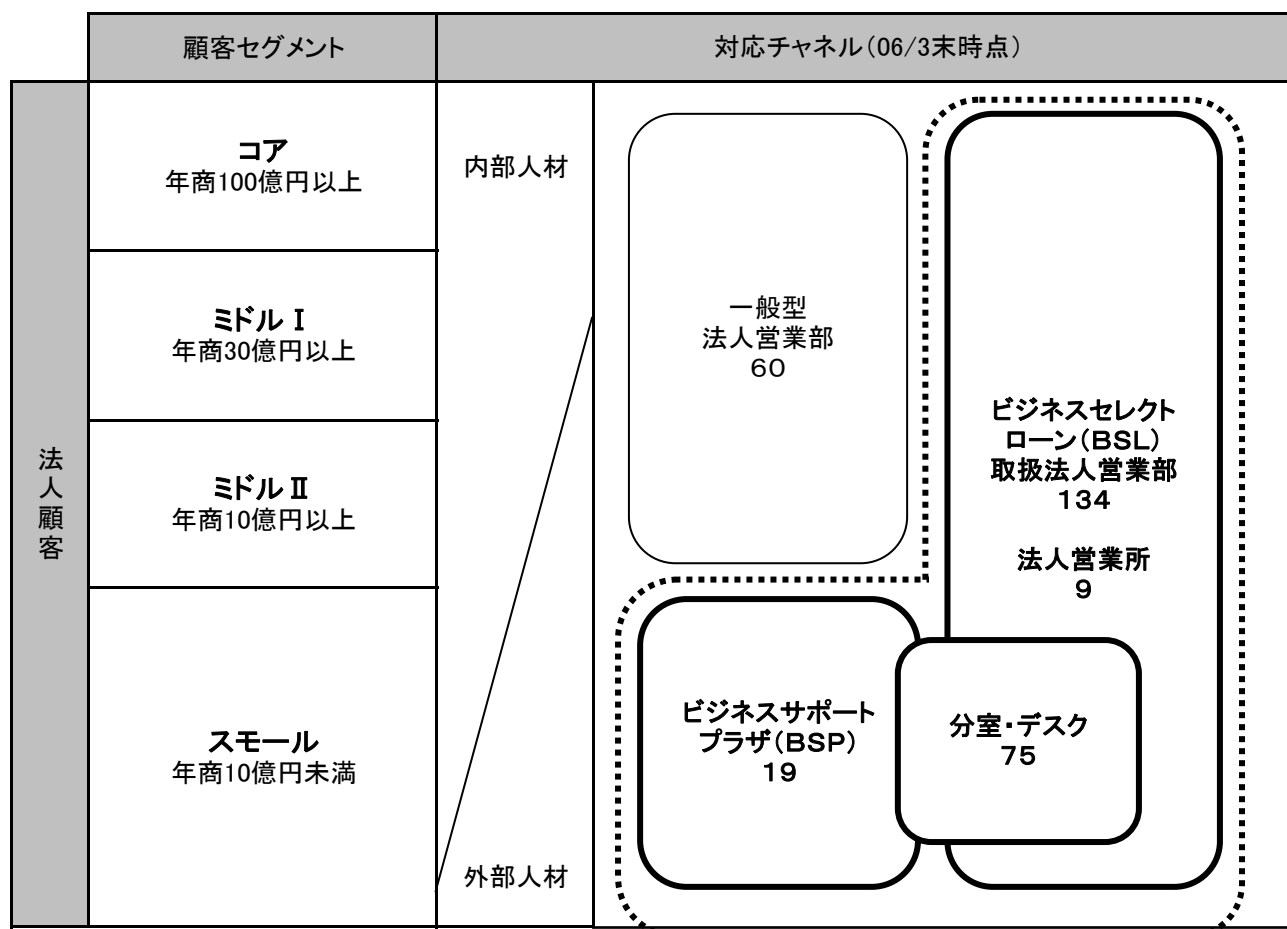 顧客セグメント
対応チャネル(06/3末時点)
法人顧客
コア
年商100億円以上
ミドルⅠ
年商30億円以上
ミドルⅡ
年商10億円以上
スモール
年商10億円未満
内部人材
外部人材
一般型
法人営業部
60
ビジネスセレクト
ローン(BSL)
取扱法人営業部
134
法人営業所
9
ビジネスサポート
プラザ(BSP)
19
分室・デスク
75